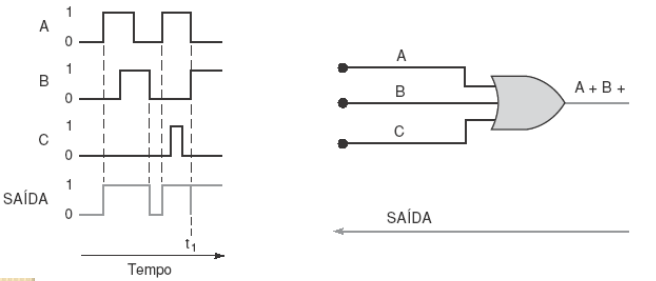 A 1
0
B 1
0
C 1
0
SAÍDA 1
0
t1
Tempo
A
B
C
A + B +
SAÍDA